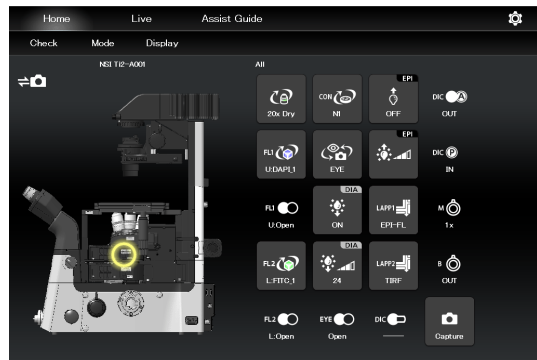 Home Live Assist Guide
Check Mode Display
NSI Ti2-A001
All
20x Dry
CON
N1
EPI
OFF
DIC A
OUT
FL1
U:DAPI_1
EYE
EPI
DIC P
IN
FL1
U:Open
DIA
ON
LAPP1
EPI-FL
M
1x
FL2
L:FITC_1
DIA
24
LAPP2
TIRF
B
OUT
FL2
L:Open
EYE
Open
DIC
Capture